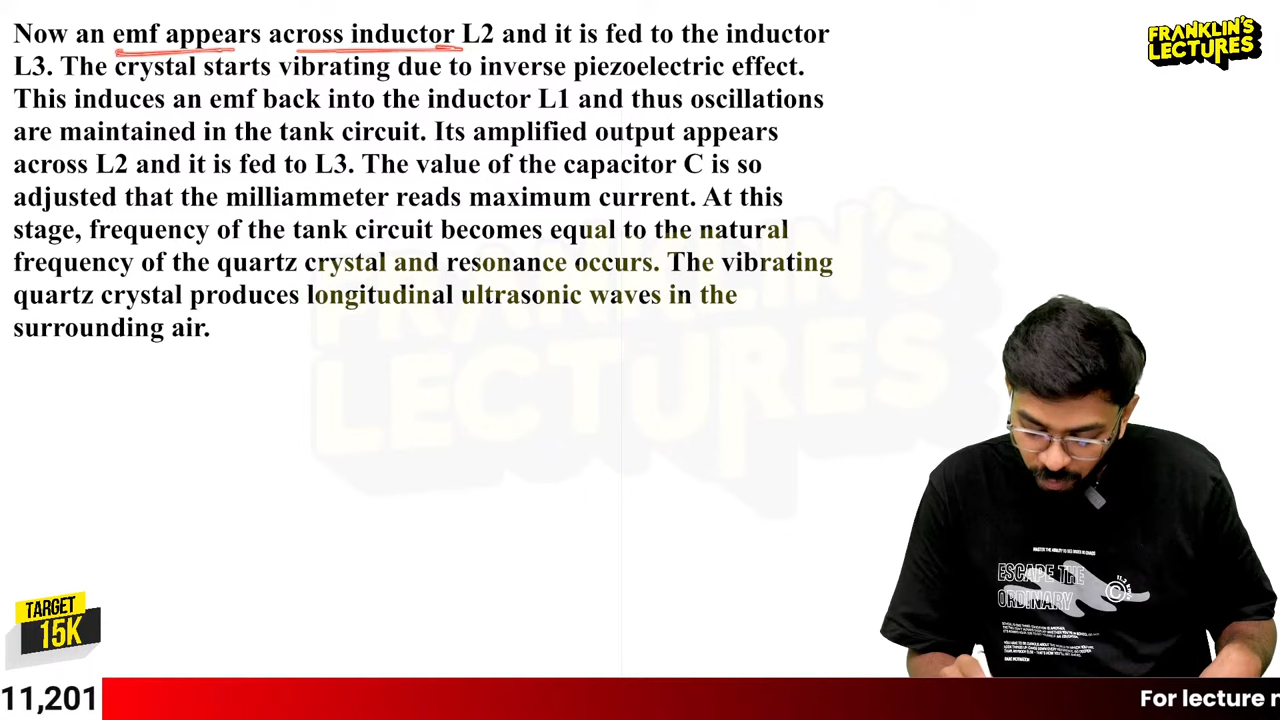 Now an emf appears across inductor L2 and it is fed to the inductor
L3. The crystal starts vibrating due to inverse piezoelectric effect.
This induces an emf back into the inductor L1 and thus oscillations
are maintained in the tank circuit. Its amplified output appears
across L2 and it is fed to L3. The value of the capacitor C is so
adjusted that the milliammeter reads maximum current. At this
stage, frequency of the tank circuit becomes equal to the natural
frequency of the quartz crystal and resonance occurs. The vibrating
quartz crystal produces longitudinal ultrasonic waves in the
surrounding air.
FRANKLIN'S
LECTURES
FRANKLIN'S
LECTURES
ESCAPE THE
ORDINARY
TARGET
15K
11,201
For lecture n